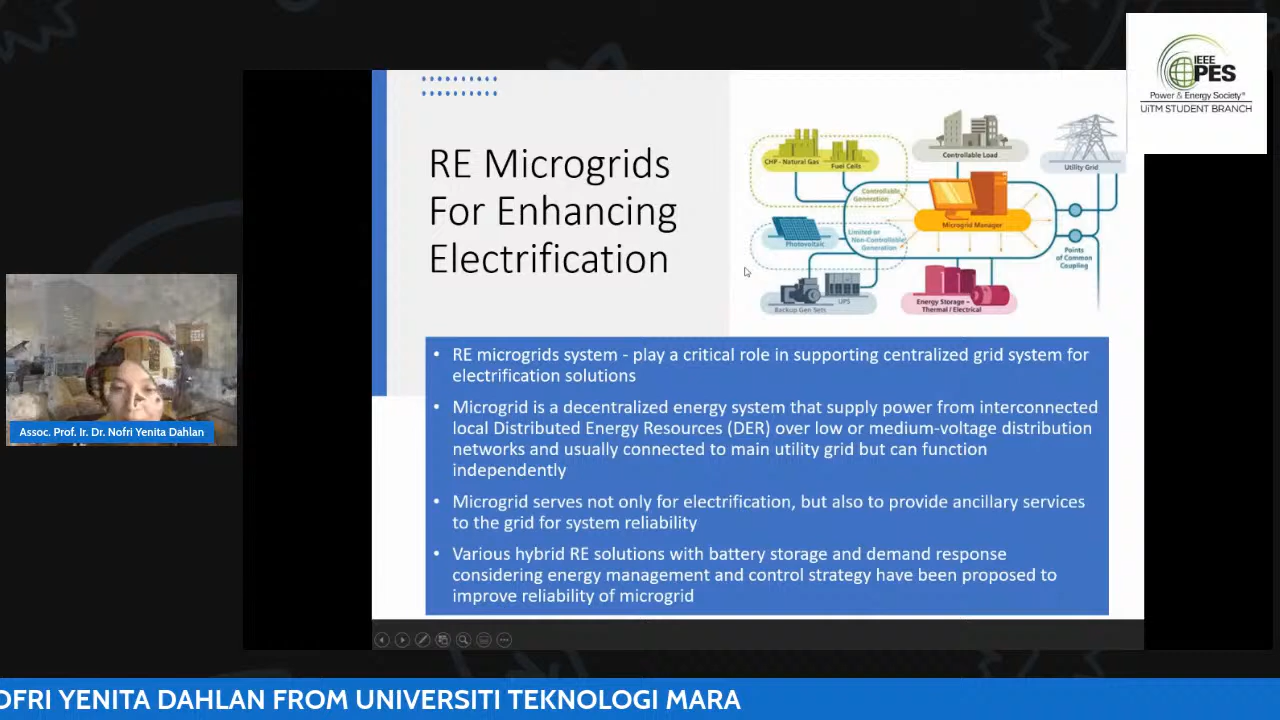 RE Microgrids
For Enhancing
Electrification
CHP - Natural Gas
Fuel Cells
Controllable Load
Utility Grid
Controllable
Generation
Microgrid Manager
Photovoltaic
Limited or
Non-Controllable
Generation
Points
of Common
Coupling
Backup Gen Sets
UPS
Energy Storage –
Thermal / Electrical
IEEE
PES
Power & Energy Society®
UiTM STUDENT BRANCH
• RE microgrids system - play a critical role in supporting centralized grid system for
electrification solutions
• Microgrid is a decentralized energy system that supply power from interconnected
local Distributed Energy Resources (DER) over low or medium-voltage distribution
networks and usually connected to main utility grid but can function
independently
• Microgrid serves not only for electrification, but also to provide ancillary services
to the grid for system reliability
• Various hybrid RE solutions with battery storage and demand response
considering energy management and control strategy have been proposed to
improve reliability of microgrid
Assoc. Prof. Ir. Dr. Nofri Yenita Dahlan
OFRI YENITA DAHLAN FROM UNIVERSITI TEKNOLOGI MARA